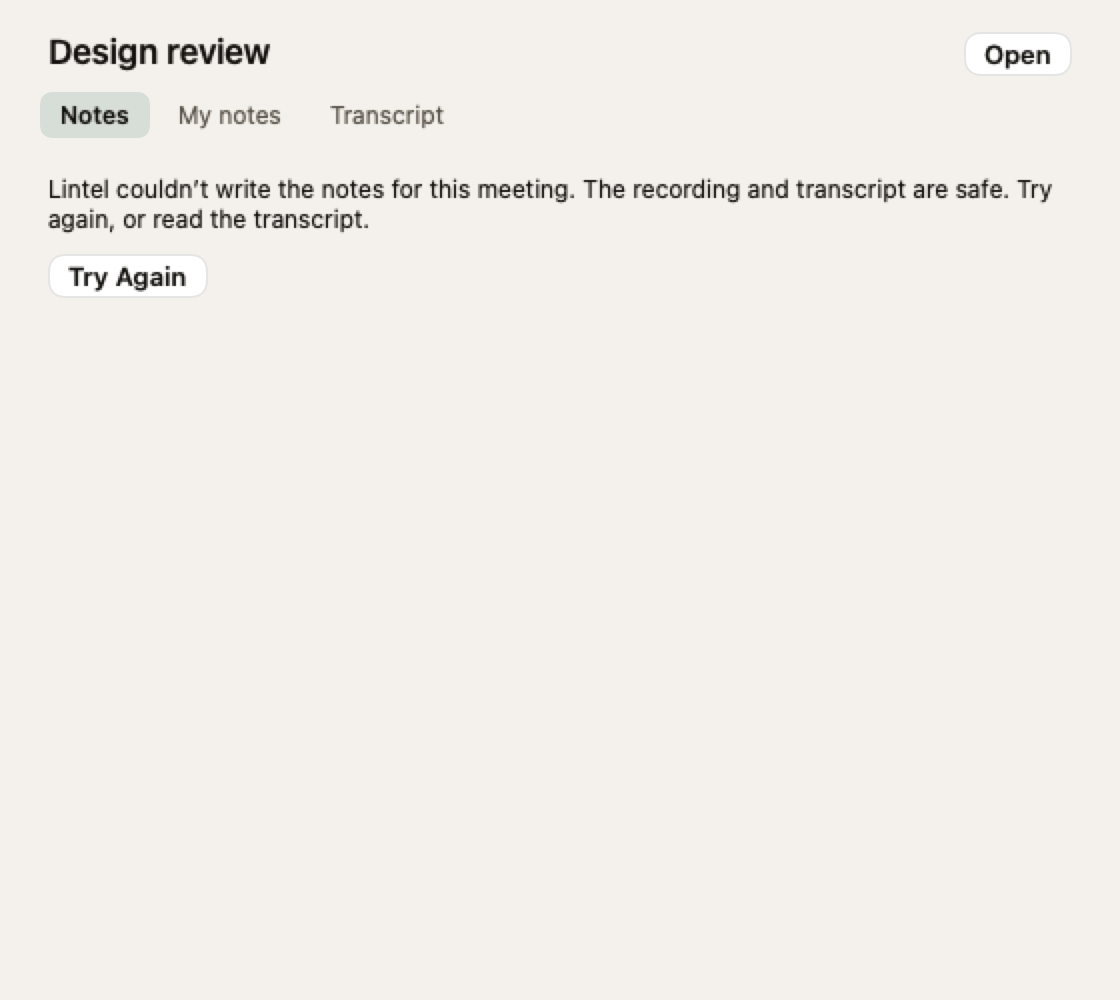 Design review
Open
Notes My notes Transcript
Lintel couldn’t write the notes for this meeting. The recording and transcript are safe. Try
again, or read the transcript.
Try Again